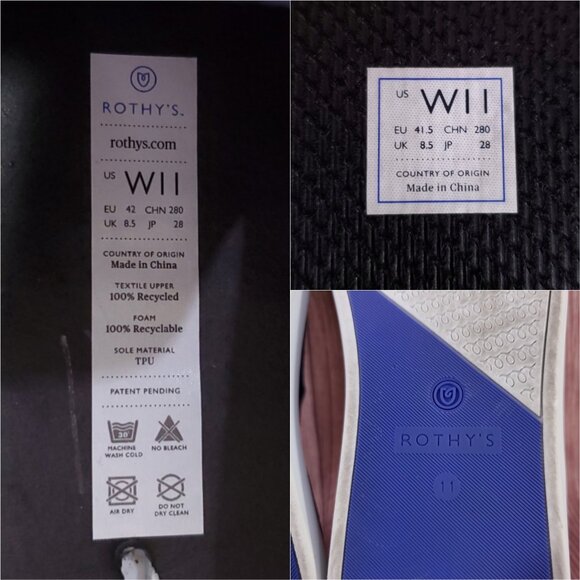 ROTHY'S™
rothys.com
US W11
EU 42 CHN 280
UK 8.5 JP 28
COUNTRY OF ORIGIN
Made in China
TEXTILE UPPER
100% Recycled
FOAM
100% Recyclable
SOLE MATERIAL
TPU
PATENT PENDING
30°
MACHINE
WASH COLD
NO BLEACH
AIR DRY
DO NOT
DRY CLEAN
US W11
EU 41.5 CHN 280
UK 8.5 JP 28
COUNTRY OF ORIGIN
Made in China
ROTHY'S
11